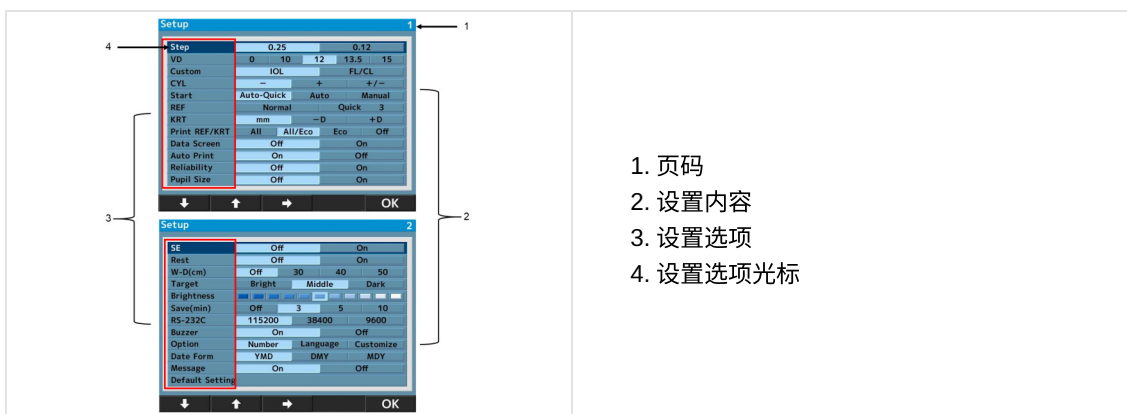 Setup 1
1
4
Step 0.25 0.12
VD 0 10 12 13.5 15
Custom IOL FL/CL
CYL − + +/−
Start Auto-Quick Auto Manual
REF Normal Quick 3
KRT mm −D +D
Print REF/KRT All All/Eco Eco Off
Data Screen Off On
Auto Print On Off
Reliability Off On
Pupil Size Off On
OK
3
2
Setup 2
SE Off On
Rest Off On
W-D(cm) Off 30 40 50
Target Bright Middle Dark
Brightness
Save(min) Off 3 5 10
RS-232C 115200 38400 9600
Buzzer On Off
Option Number Language Customize
Date Form YMD DMY MDY
Message On Off
Default Setting
OK
1. 页码
2. 设置内容
3. 设置选项
4. 设置选项光标